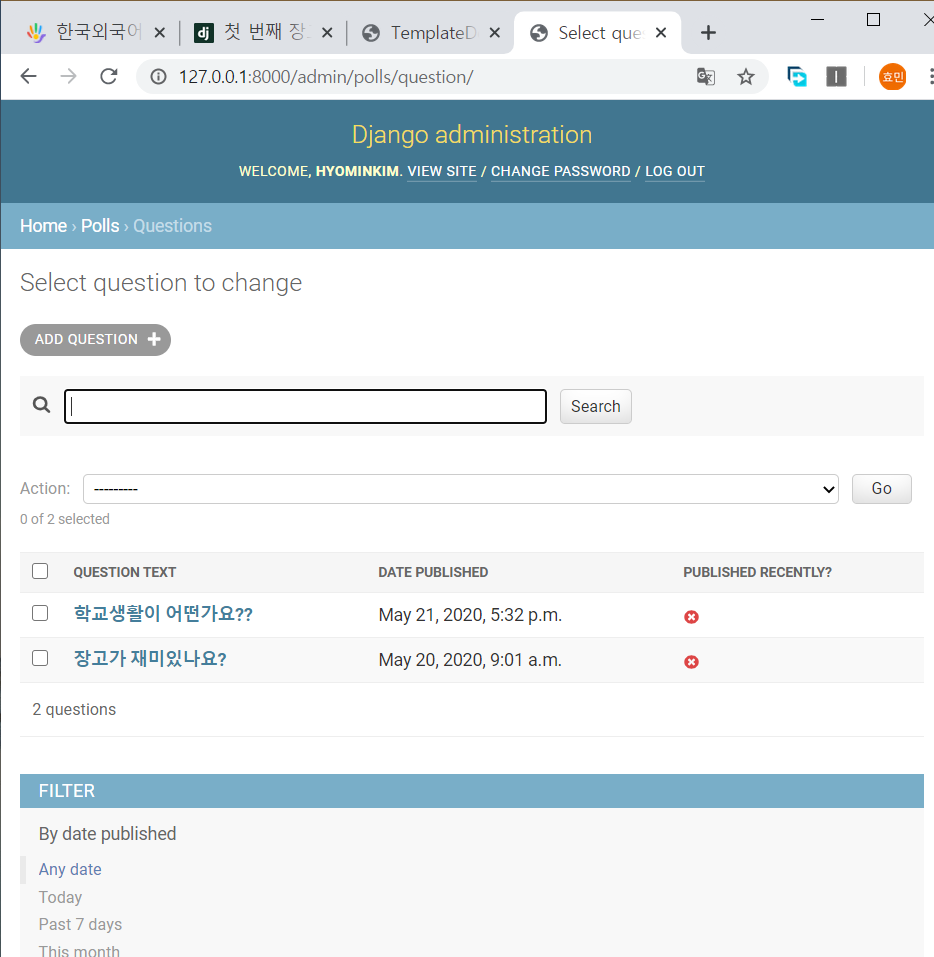 한국외국어
첫 번째 장
TemplateD
Select que
127.0.0.1:8000/admin/polls/question/
효민
Django administration
WELCOME, HYOMINKIM. VIEW SITE / CHANGE PASSWORD / LOG OUT
Home › Polls › Questions
Select question to change
ADD QUESTION
Search
Action: --------- Go
0 of 2 selected
QUESTION TEXT DATE PUBLISHED PUBLISHED RECENTLY?
학교생활이 어떤가요?? May 21, 2020, 5:32 p.m.
장고가 재미있나요? May 20, 2020, 9:01 a.m.
2 questions
FILTER
By date published
Any date
Today
Past 7 days
This month